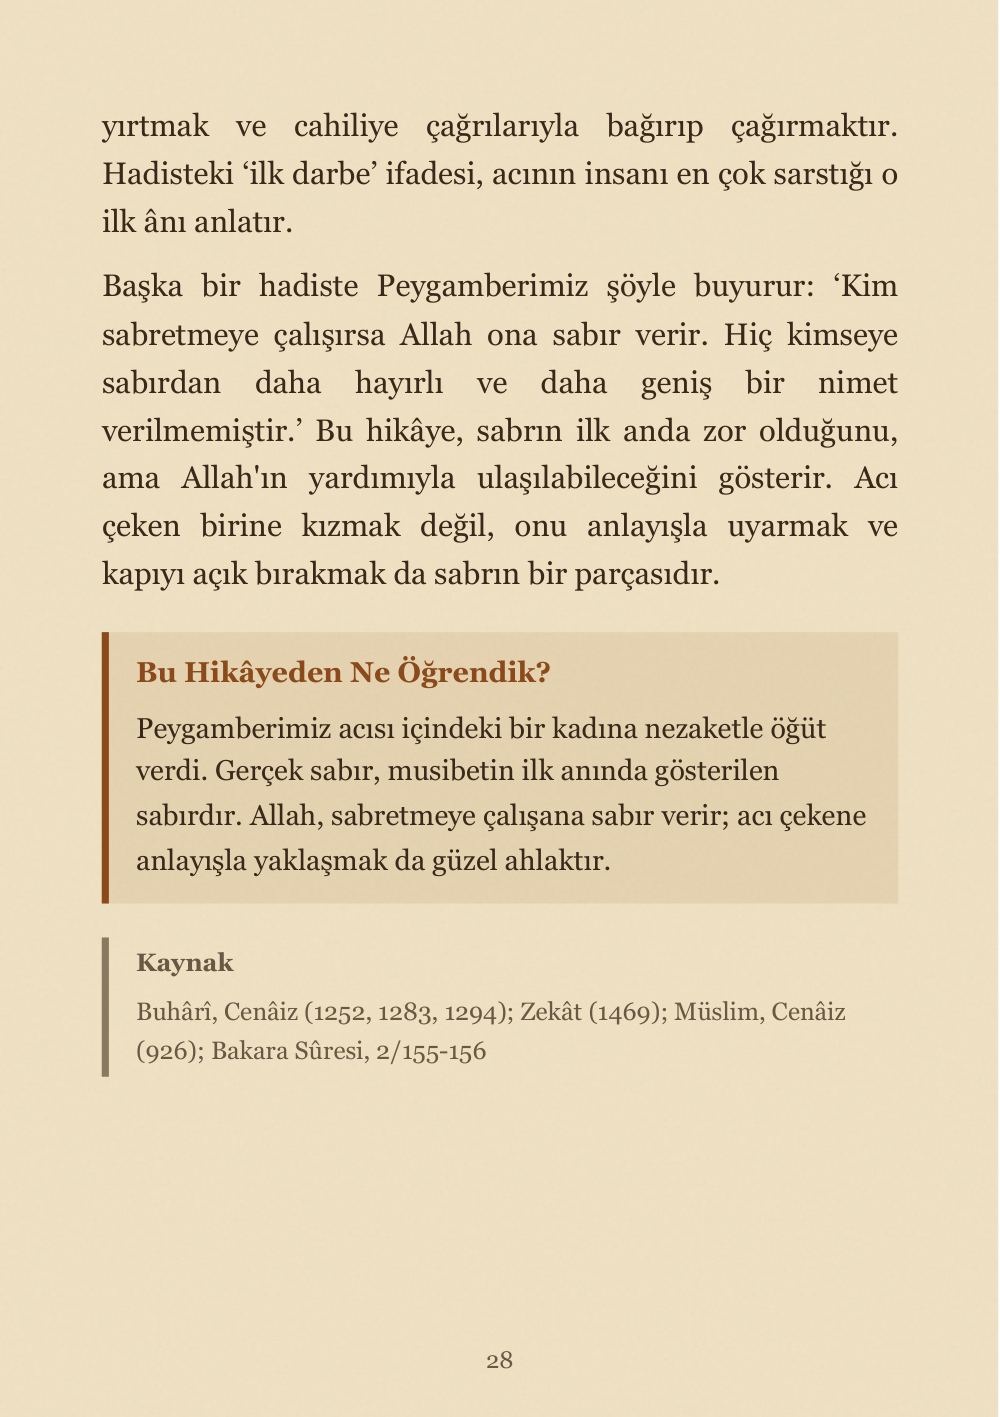 yırtmak ve cahiliye çağrılarıyla bağırıp çağırmaktır.
Hadisteki ‘ilk darbe’ ifadesi, acının insanı en çok sarstığı o
ilk ânı anlatır.
Başka bir hadiste Peygamberimiz şöyle buyurur: ‘Kim
sabretmeye çalışırsa Allah ona sabır verir. Hiç kimseye
sabırdan daha hayırlı ve daha geniş bir nimet
verilmemiştir.’ Bu hikâye, sabrın ilk anda zor olduğunu,
ama Allah'ın yardımıyla ulaşılabileceğini gösterir. Acı
çeken birine kızmak değil, onu anlayışla uyarmak ve
kapıyı açık bırakmak da sabrın bir parçasıdır.
Bu Hikâyeden Ne Öğrendik?
Peygamberimiz acısı içindeki bir kadına nezaketle öğüt
verdi. Gerçek sabır, musibetin ilk anında gösterilen
sabırdır. Allah, sabretmeye çalışana sabır verir; acı çekene
anlayışla yaklaşmak da güzel ahlaktır.
Kaynak
Buhârî, Cenâiz (1252, 1283, 1294); Zekât (1469); Müslim, Cenâiz
(926); Bakara Sûresi, 2/155-156
28